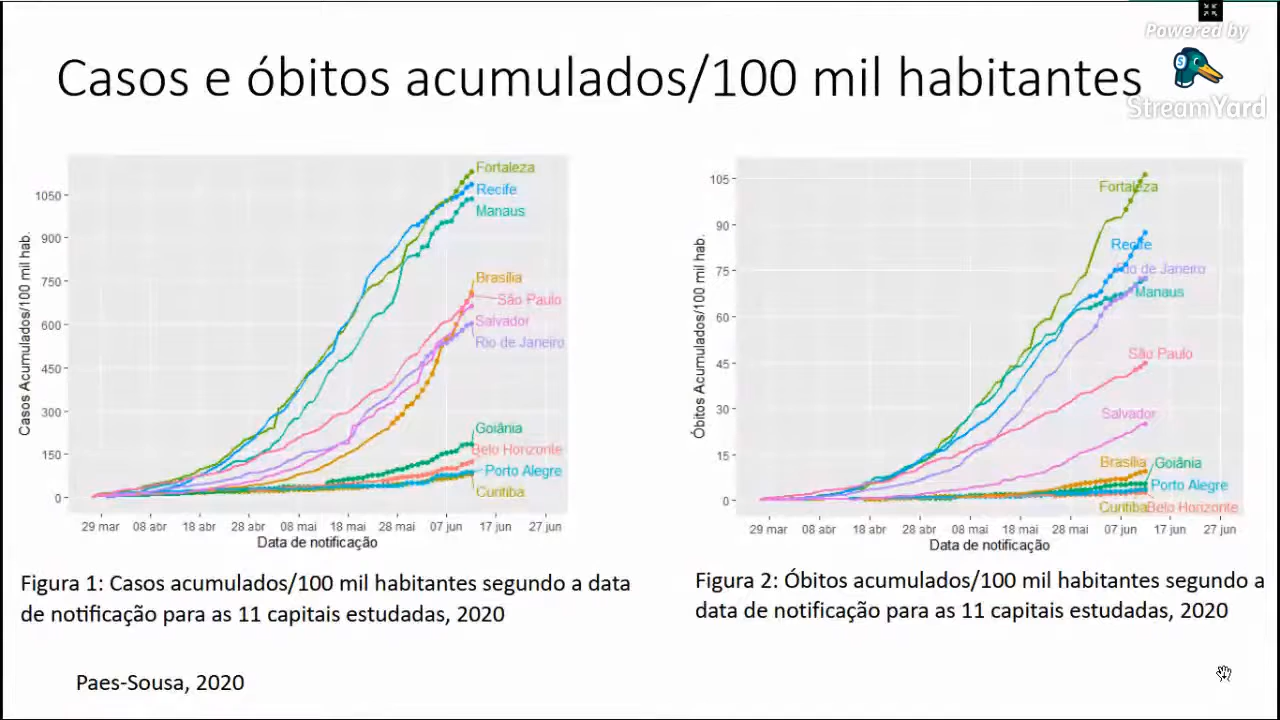 Powered by
StreamYard
Casos e óbitos acumulados/100 mil habitantes
Casos Acumulados/100 mil hab.
1050
900
750
600
450
300
150
0
Fortaleza
Recife
Manaus
Brasília
São Paulo
Salvador
Rio de Janeiro
Goiânia
Belo Horizonte
Porto Alegre
Curitiba
29 mar 08 abr 18 abr 28 abr 08 mai 18 mai 28 mai 07 jun 17 jun 27 jun
Data de notificação
Figura 1: Casos acumulados/100 mil habitantes segundo a data
de notificação para as 11 capitais estudadas, 2020
Óbitos Acumulados/100 mil hab.
105
90
75
60
45
30
15
0
Fortaleza
Recife
Rio de Janeiro
Manaus
São Paulo
Salvador
Brasília
Goiânia
Porto Alegre
Curitiba
Belo Horizonte
29 mar 08 abr 18 abr 28 abr 08 mai 18 mai 28 mai 07 jun 17 jun 27 jun
Data de notificação
Figura 2: Óbitos acumulados/100 mil habitantes segundo a
data de notificação para as 11 capitais estudadas, 2020
Paes-Sousa, 2020